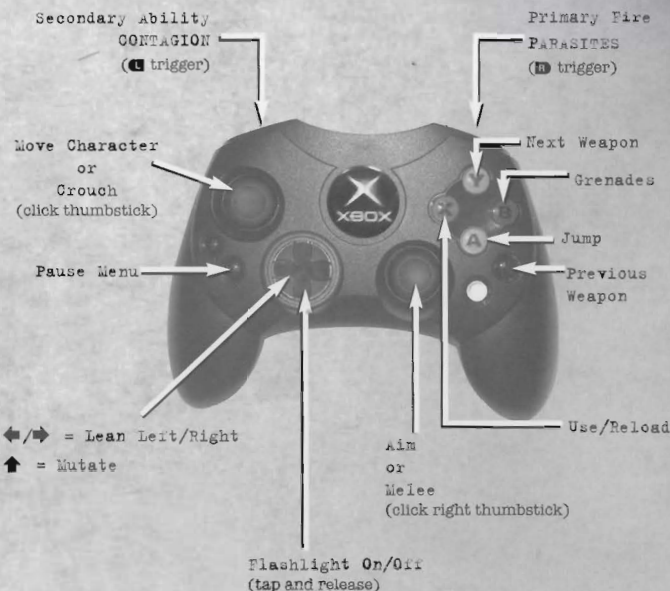 Secondary Ability
CONTAGION
(L trigger)
Primary Fire
PARASITES
(R trigger)
Move Character
or
Crouch
(click thumbstick)
Next Weapon
Grenades
Y
X
B
A
XBOX
Jump
Pause Menu
Previous
Weapon
⬅/➡ = Lean Left/Right
⬆ = Mutate
Use/Reload
Aim
or
Melee
(click right thumbstick)
Flashlight On/Off
(tap and release)